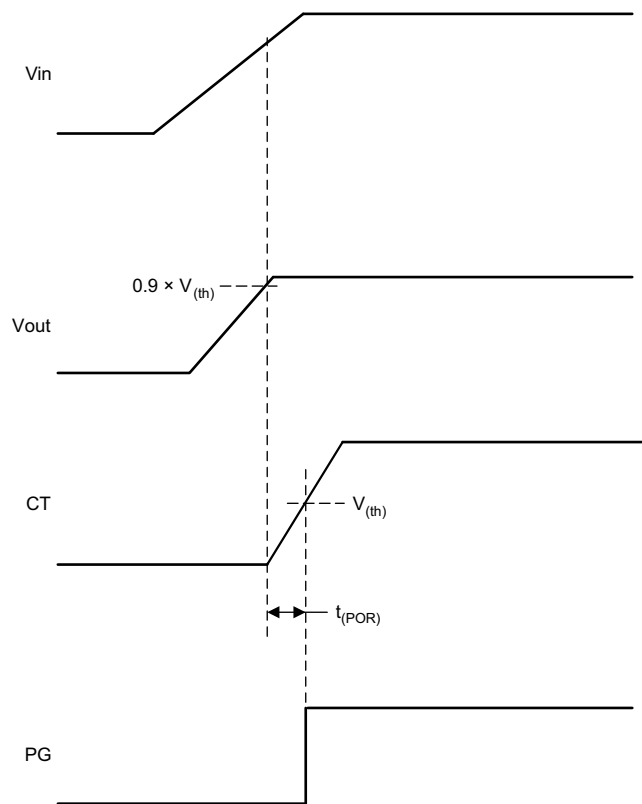 Vin
0.9 × V(th)
Vout
CT
V(th)
t(POR)
PG